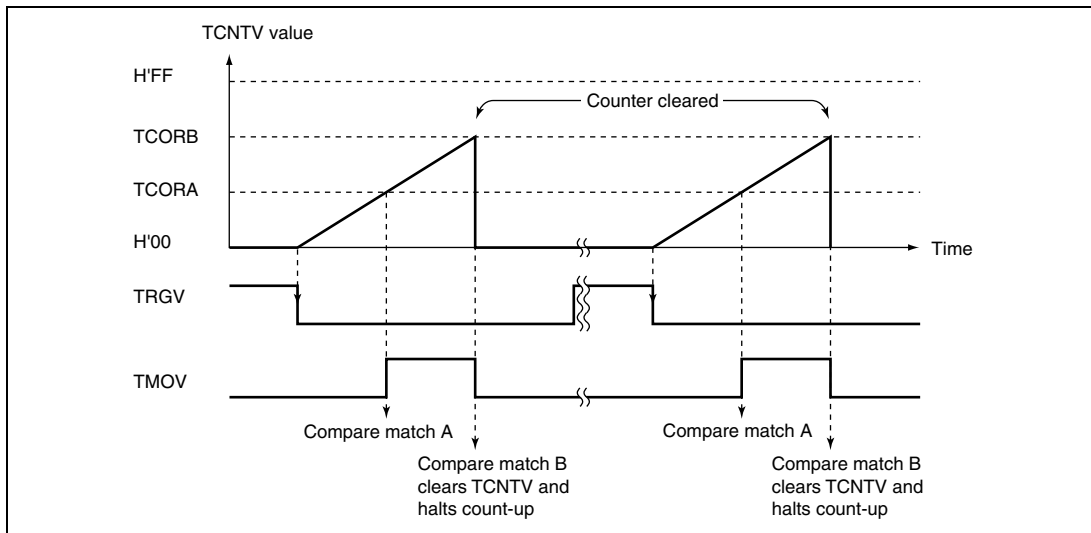 TCNTV value
H'FF
Counter cleared
TCORB
TCORA
H'00
Time
TRGV
TMOV
Compare match A
Compare match A
Compare match B
clears TCNTV and
halts count-up
Compare match B
clears TCNTV and
halts count-up